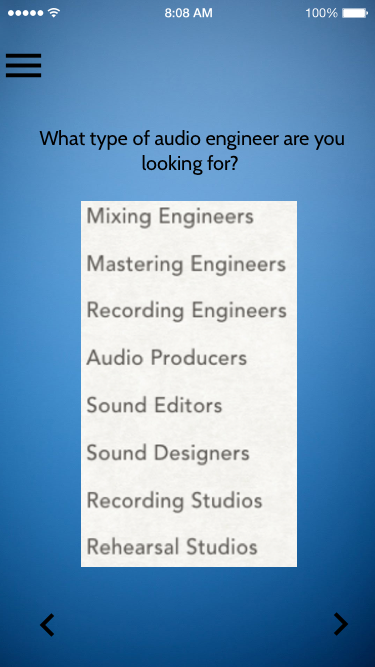 8:08 AM
100%
What type of audio engineer are you
looking for?
Mixing Engineers
Mastering Engineers
Recording Engineers
Audio Producers
Sound Editors
Sound Designers
Recording Studios
Rehearsal Studios